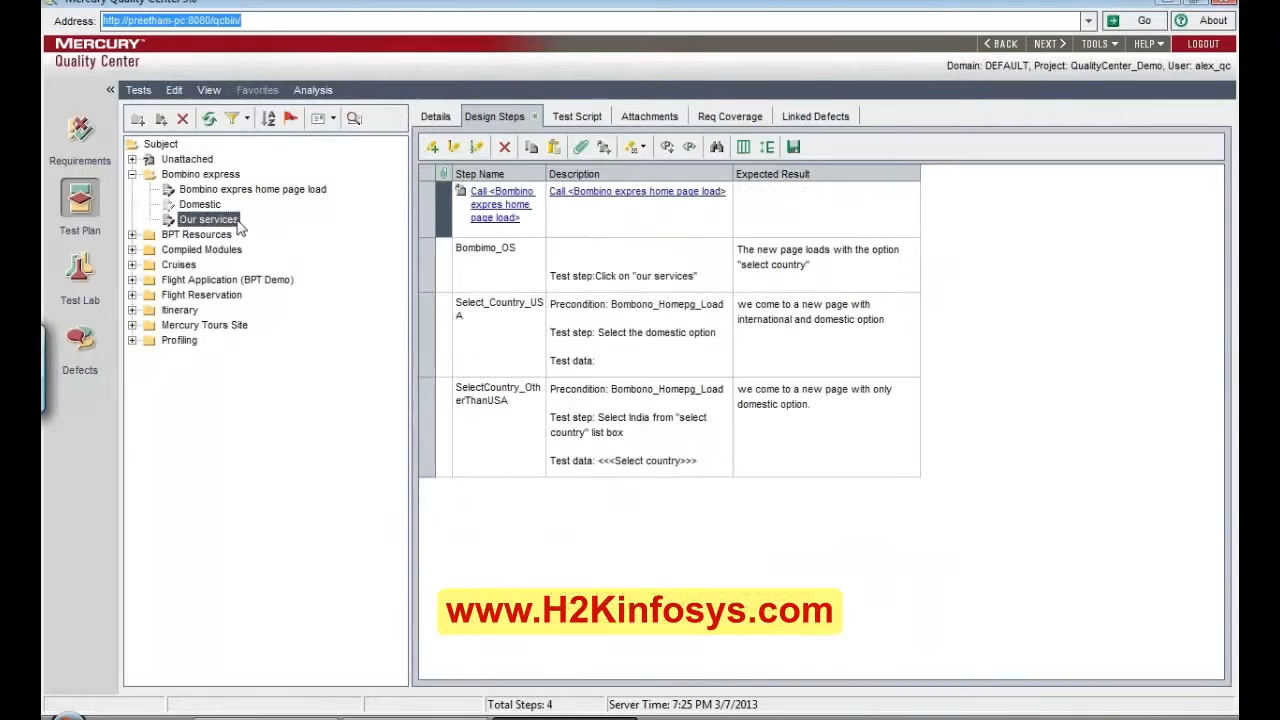 Mercury Quality Center 9.0
Address: http://preetham-pc:8080/qcbin/ Go About
MERCURY™
BACK NEXT TOOLS HELP LOGOUT
Quality Center
Domain: DEFAULT, Project: QualityCenter_Demo, User: alex_qc
« Tests Edit View Favorites Analysis
Requirements
Test Plan
Test Lab
Defects
Subject
Unattached
Bombino express
Bombino expres home page load
Domestic
Our services
BPT Resources
Compiled Modules
Cruises
Flight Application (BPT Demo)
Flight Reservation
Itinerary
Mercury Tours Site
Profiling
Details Design Steps Test Script Attachments Req Coverage Linked Defects
Step Name Description Expected Result
Call <Bombino
expres home
page load>
Call <Bombino expres home page load>
Bombimo_OS
Test step:Click on "our services"
The new page loads with the option
"select country"
Select_Country_US
A
Precondition: Bombono_Homepg_Load
Test step: Select the domestic option
Test data:
we come to a new page with
international and domestic option
SelectCountry_Oth
erThanUSA
Precondition: Bombono_Homepg_Load
Test step: Select India from "select
country" list box
Test data: <<<Select country>>>
we come to a new page with only
domestic option.
www.H2Kinfosys.com
Total Steps: 4 Server Time: 7:25 PM 3/7/2013